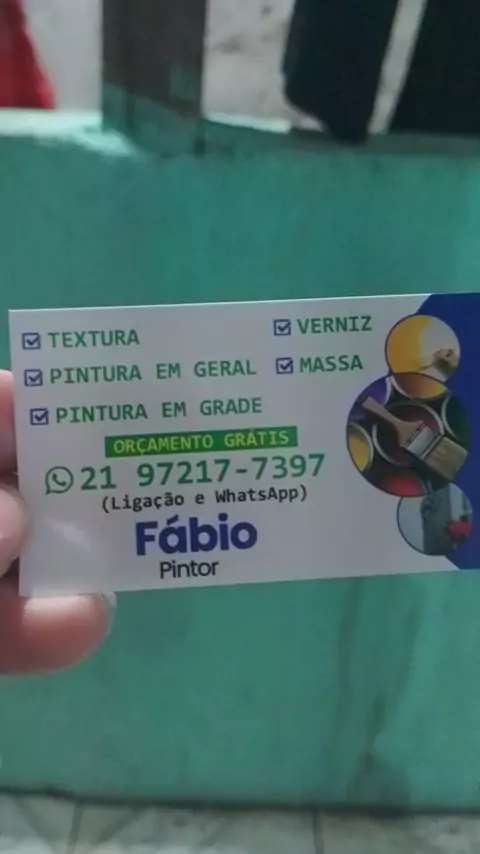 TEXTURA
VERNIZ
PINTURA EM GERAL
MASSA
PINTURA EM GRADE
ORÇAMENTO GRÁTIS
21 97217-7397
(Ligação e WhatsApp)
Fábio
Pintor